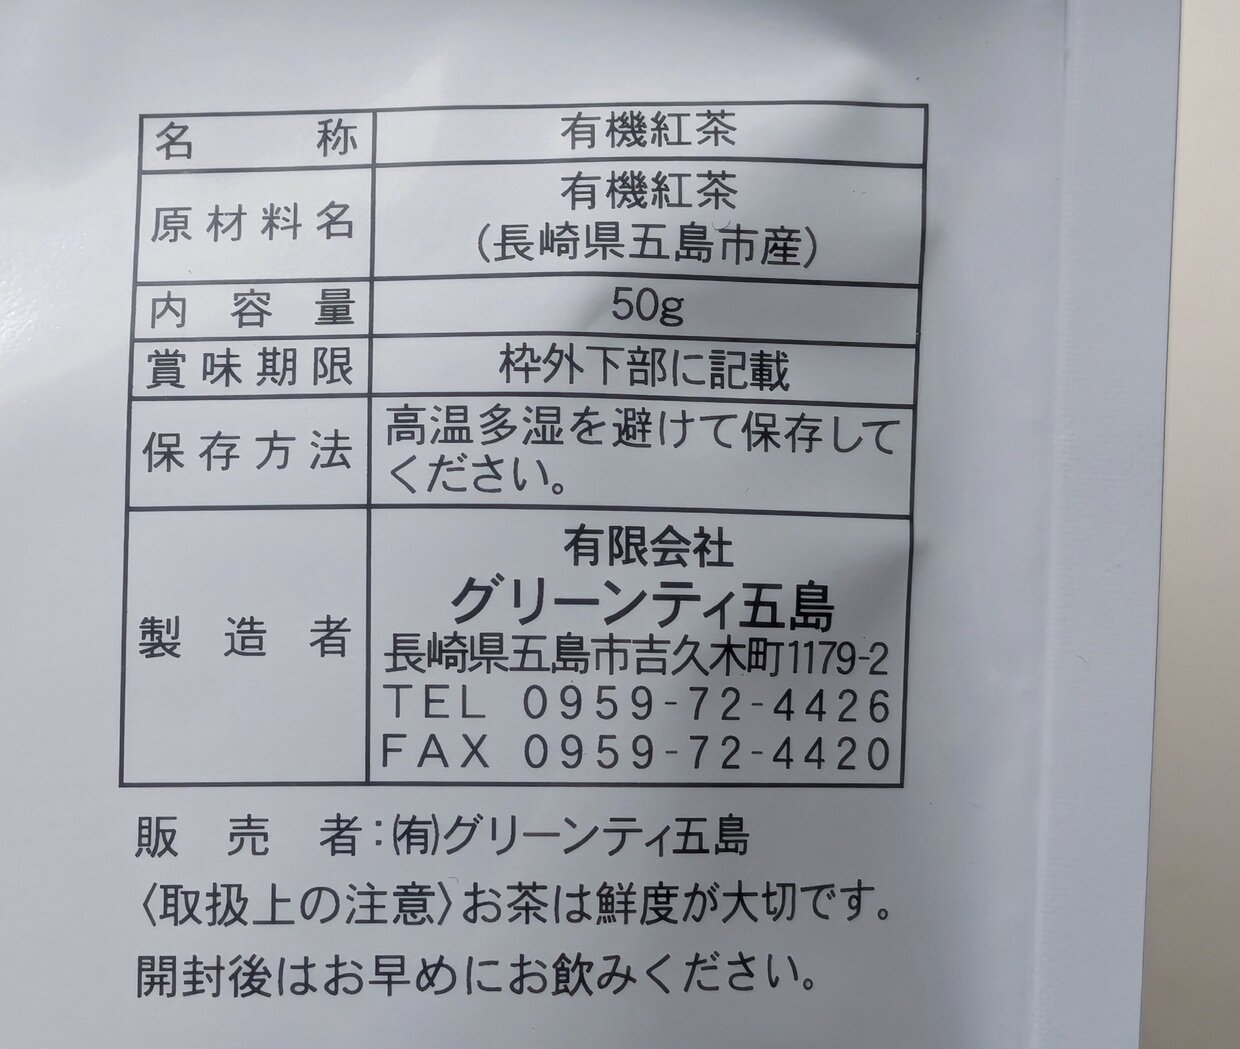 名称 有機紅茶
原材料名 有機紅茶
(長崎県五島市産)
内容量 50g
賞味期限 枠外下部に記載
保存方法 高温多湿を避けて保存して
ください。
製造者 有限会社
グリーンティ五島
長崎県五島市吉久木町1179-2
TEL 0959-72-4426
FAX 0959-72-4420
販売者:㈲グリーンティ五島
〈取扱上の注意〉お茶は鮮度が大切です。
開封後はお早めにお飲みください。